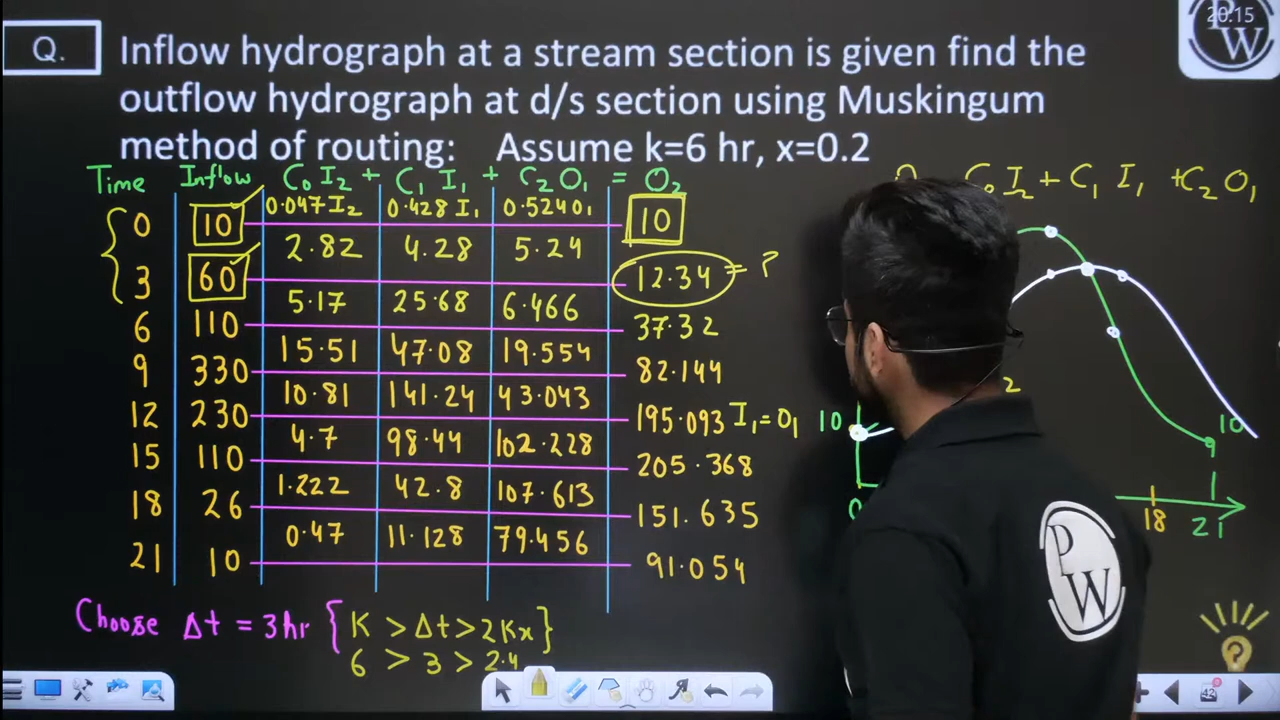 20:15
P
W
Q.
Inflow hydrograph at a stream section is given find the
outflow hydrograph at d/s section using Muskingum
method of routing: Assume k=6 hr, x=0.2
Time Inflow C₀ I₂ + C₁ I₁ + C₂ O₁ = O₂
0.047 I₂ 0.428 I₁ 0.524 O₁
0 10 10
2.82 4.28 5.24
3 60 12.34 = ?
5.17 25.68 6.466
6 110 37.32
15.51 47.08 19.554
9 330 82.144
10.81 141.24 43.043
12 230 195.093 I₁ = O₁
4.7 98.44 102.228
15 110 205.368
1.222 42.8 107.613
18 26 151.635
0.47 11.128 79.456
21 10 91.054
Choose Δt = 3hr { K > Δt > 2Kx }
6 > 3 > 2.4
C₀ I₂ + C₁ I₁ + C₂ O₁
2
10
10
0
18
21
P
W
42